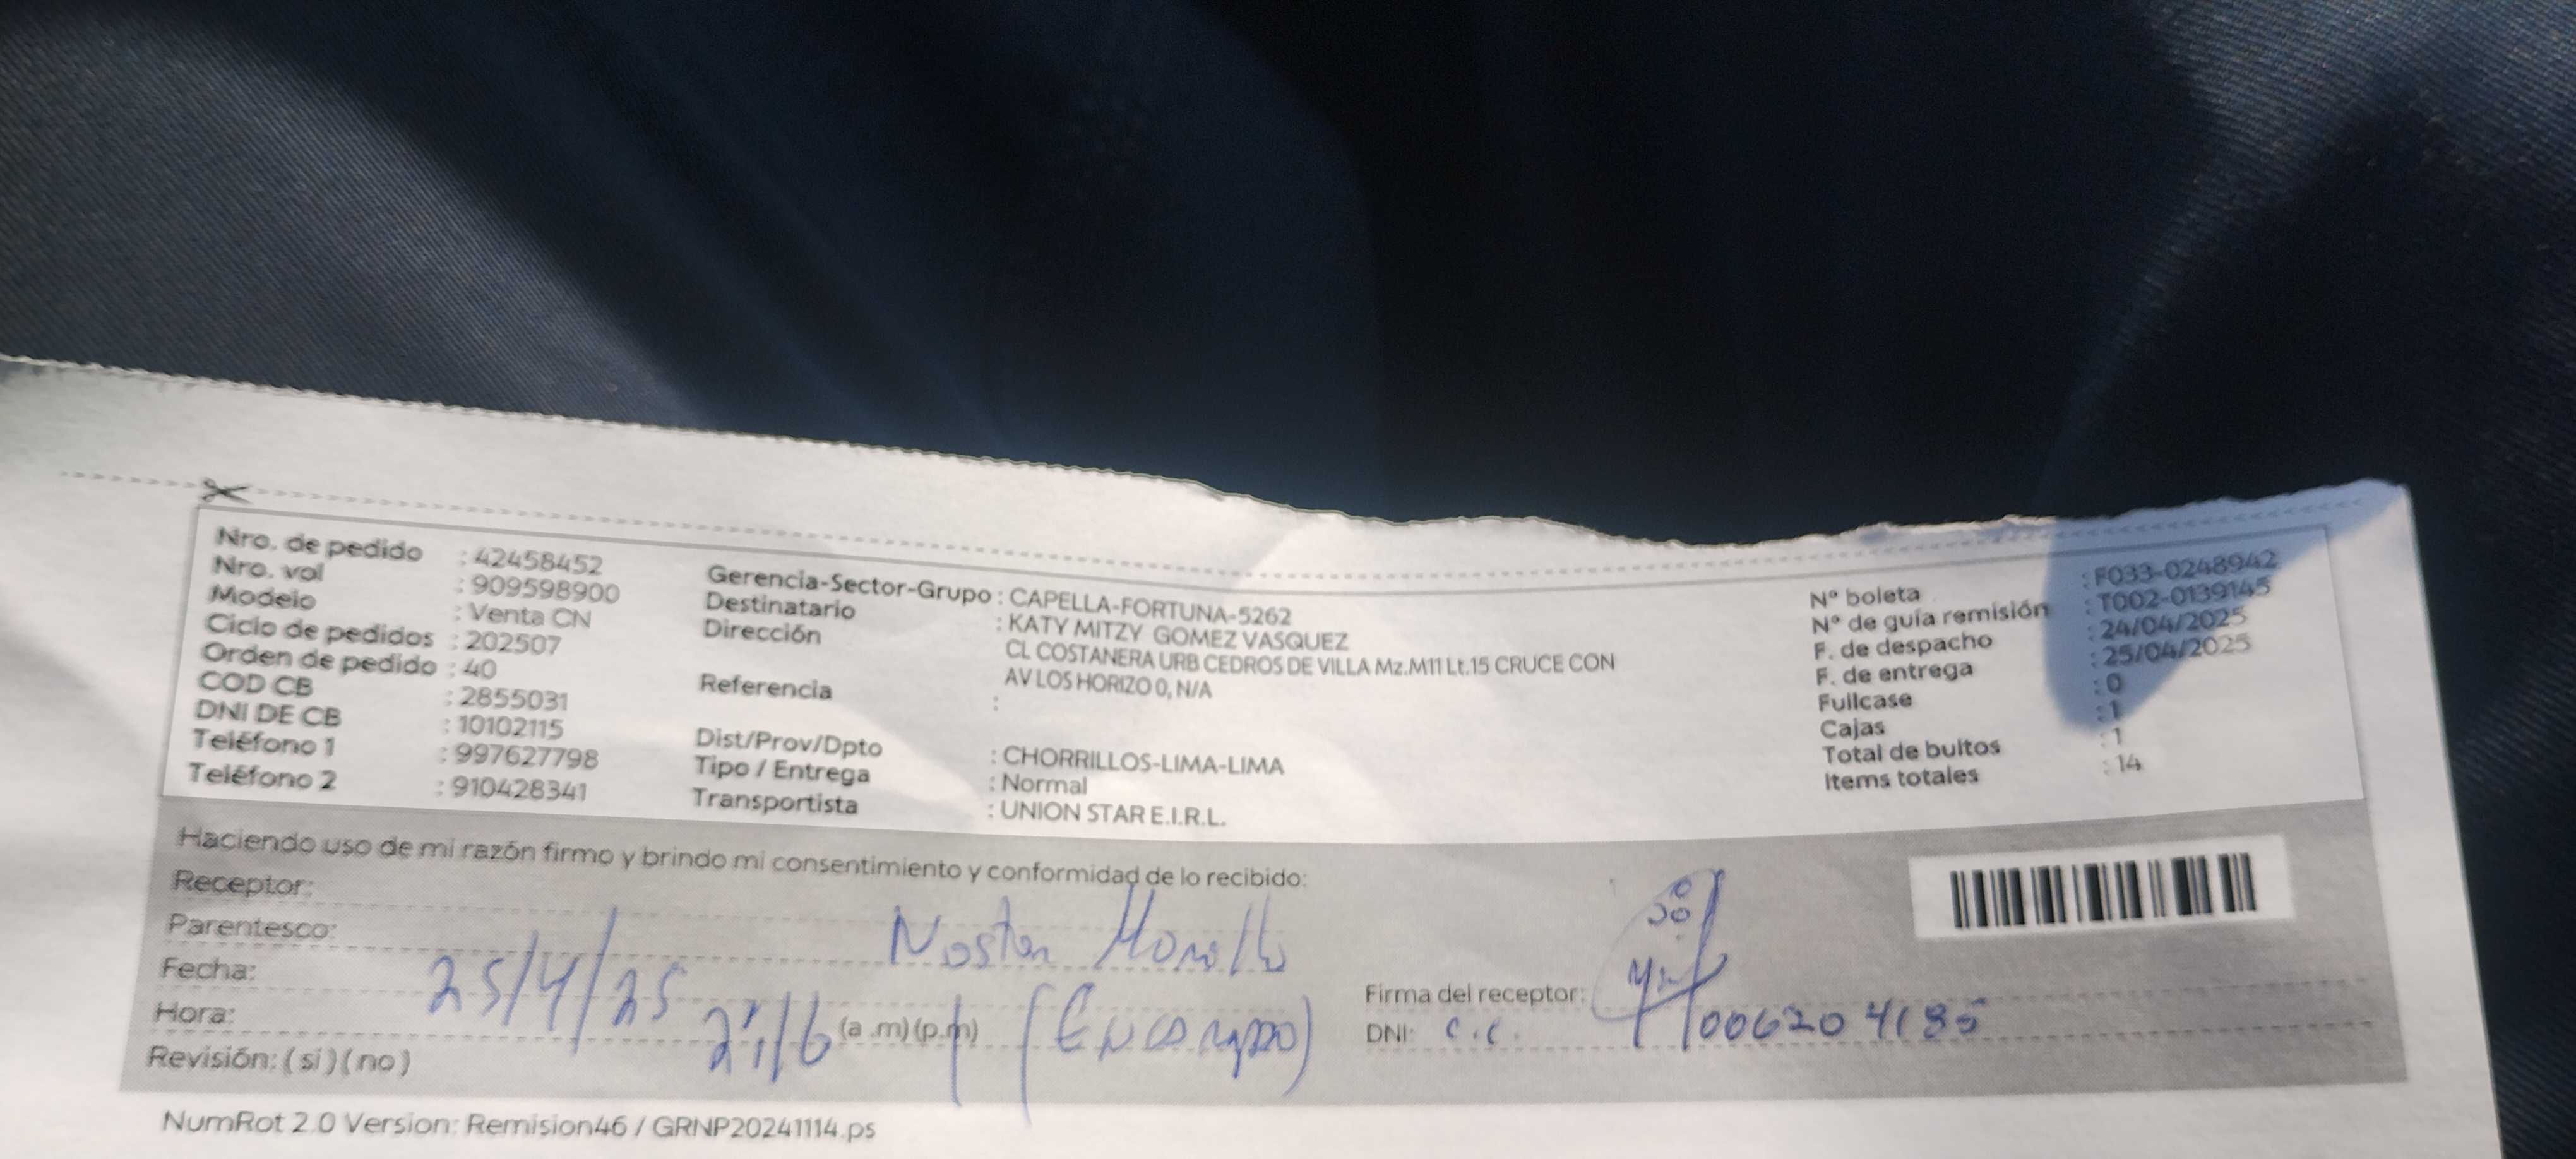 Nro. de pedido : 42458452
Nro. vol : 909598900
Modelo : Venta CN
Ciclo de pedidos : 202507
Orden de pedido : 40
COD CB : 2855031
DNI DE CB : 10102115
Teléfono 1 : 997627798
Teléfono 2 : 910428341
Gerencia-Sector-Grupo : CAPELLA-FORTUNA-5262
Destinatario : KATY MITZY GOMEZ VASQUEZ
Dirección CL COSTANERA URB CEDROS DE VILLA Mz.M11 Lt.15 CRUCE CON
AV LOS HORIZO 0, N/A
Referencia :
Dist/Prov/Dpto : CHORRILLOS-LIMA-LIMA
Tipo / Entrega : Normal
Transportista : UNION STAR E.I.R.L.
N° boleta : F033-0248942
N° de guía remisión : T002-0139145
F. de despacho : 24/04/2025
F. de entrega : 25/04/2025
Fullcase : 0
Cajas : 1
Total de bultos : 1
Items totales : 14
Haciendo uso de mi razón firmo y brindo mi consentimiento y conformidad de lo recibido:
Receptor:
Parentesco:
Fecha: 25/4/25
Hora: (a.m)(p.m)
Revisión: (si)(no)
Firma del receptor:
DNI: C.C.
NumRot 2.0 Version: Remision46 / GRNP20241114.ps